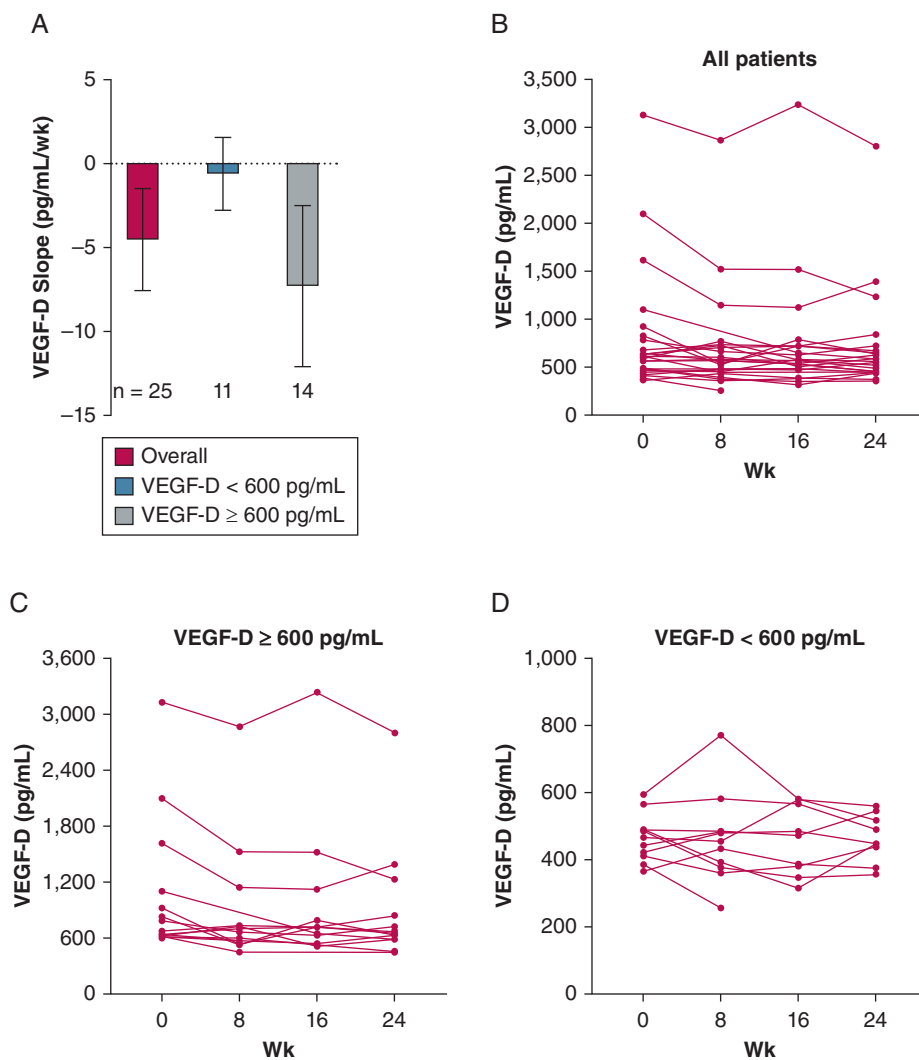 A
VEGF-D Slope (pg/mL/wk)
5
0
−5
−10
−15
n = 25 11 14
Overall
VEGF-D < 600 pg/mL
VEGF-D ≥ 600 pg/mL
B
All patients
VEGF-D (pg/mL)
3,500
3,000
2,500
2,000
1,500
1,000
500
0
0 8 16 24
Wk
C
VEGF-D ≥ 600 pg/mL
VEGF-D (pg/mL)
3,600
3,000
2,400
1,800
1,200
600
0
0 8 16 24
Wk
D
VEGF-D < 600 pg/mL
VEGF-D (pg/mL)
1,000
800
600
400
200
0
0 8 16 24
Wk